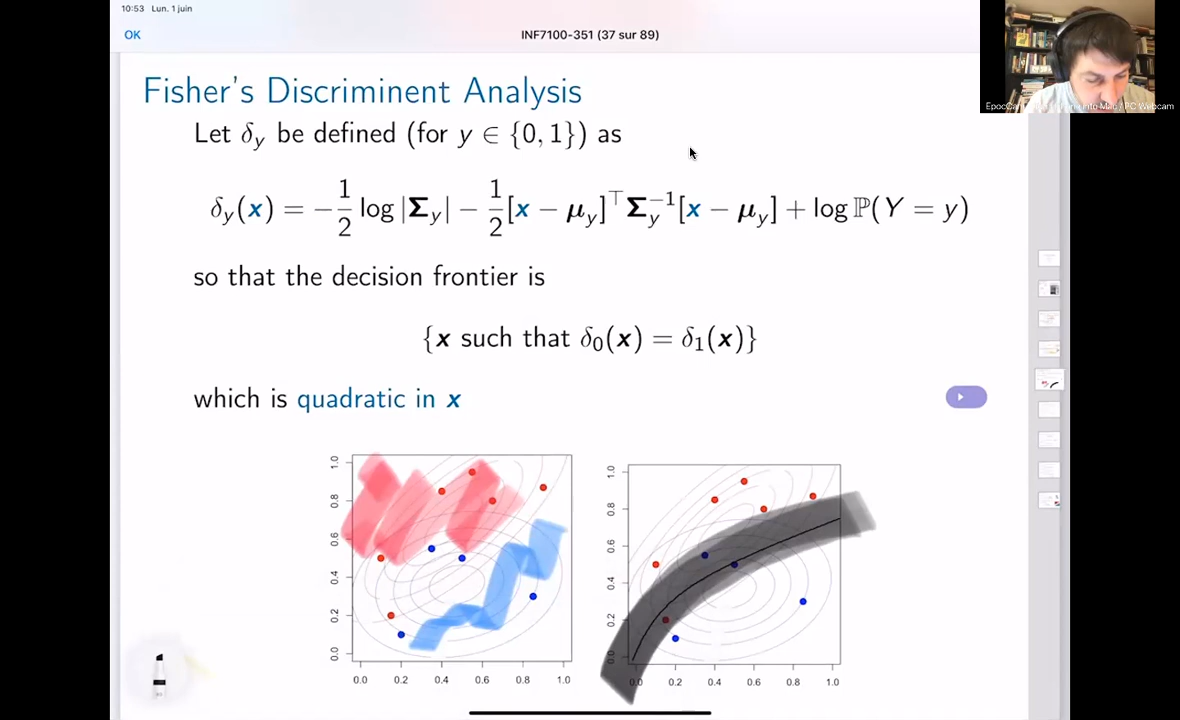 10:53 Lun. 1 juin
OK
INF7100-351 (37 sur 89)
Fisher's Discriminent Analysis
Let δ_y be defined (for y ∈ {0, 1}) as
δ_y(x) = −1/2 log|Σ_y| − 1/2[x − μ_y]^⊤ Σ_y^{−1}[x − μ_y] + log ℙ(Y = y)
so that the decision frontier is
{x such that δ_0(x) = δ_1(x)}
which is quadratic in x
1.0
0.8
0.6
0.4
0.2
0.0
0.0 0.2 0.4 0.6 0.8 1.0
1.0
0.8
0.6
0.4
0.2
0.0
0.0 0.2 0.4 0.6 0.8 1.0